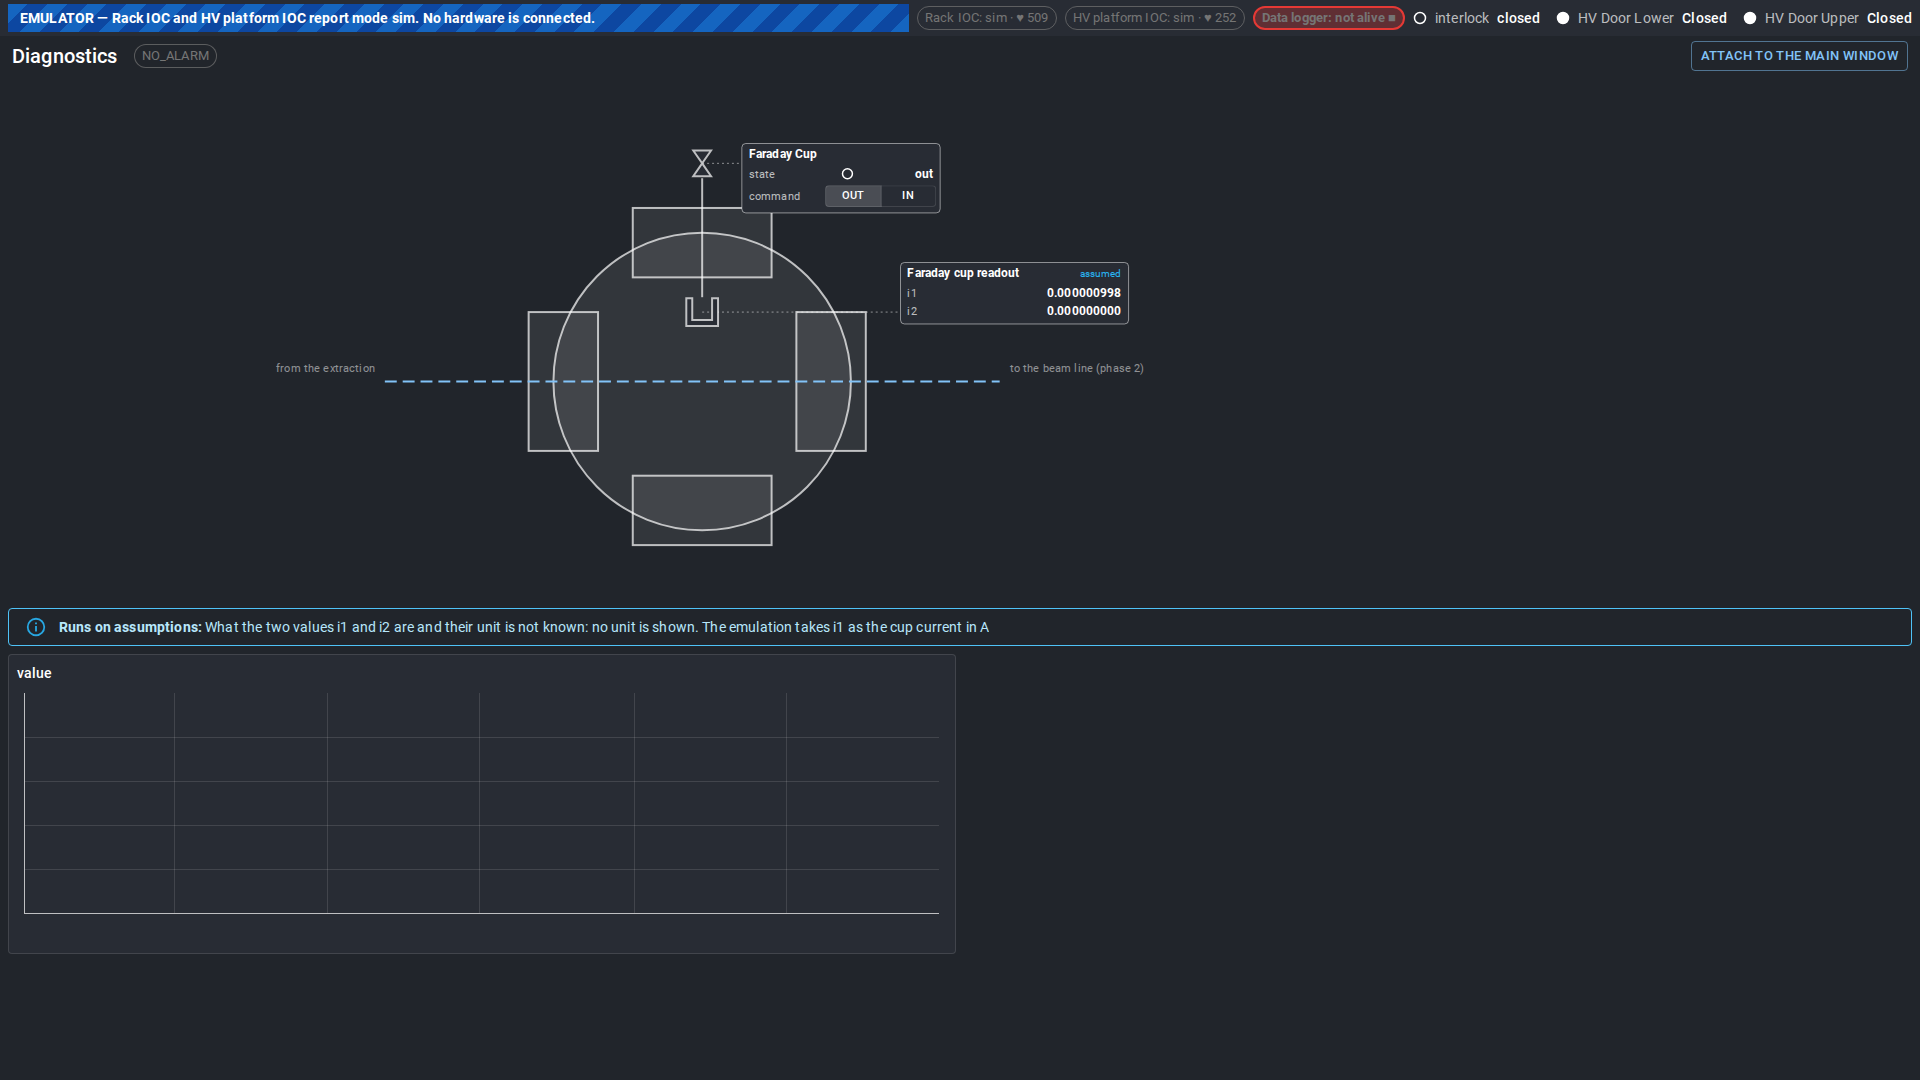 EMULATOR — Rack IOC and HV platform IOC report mode sim. No hardware is connected.
Rack IOC: sim · ♥ 509
HV platform IOC: sim · ♥ 252
Data logger: not alive ■
interlock closed
HV Door Lower Closed
HV Door Upper Closed
Diagnostics
NO_ALARM
ATTACH TO THE MAIN WINDOW
Faraday Cup
state out
command OUT IN
Faraday cup readout assumed
i1 0.000000998
i2 0.000000000
from the extraction
to the beam line (phase 2)
Runs on assumptions: What the two values i1 and i2 are and their unit is not known: no unit is shown. The emulation takes i1 as the cup current in A
value